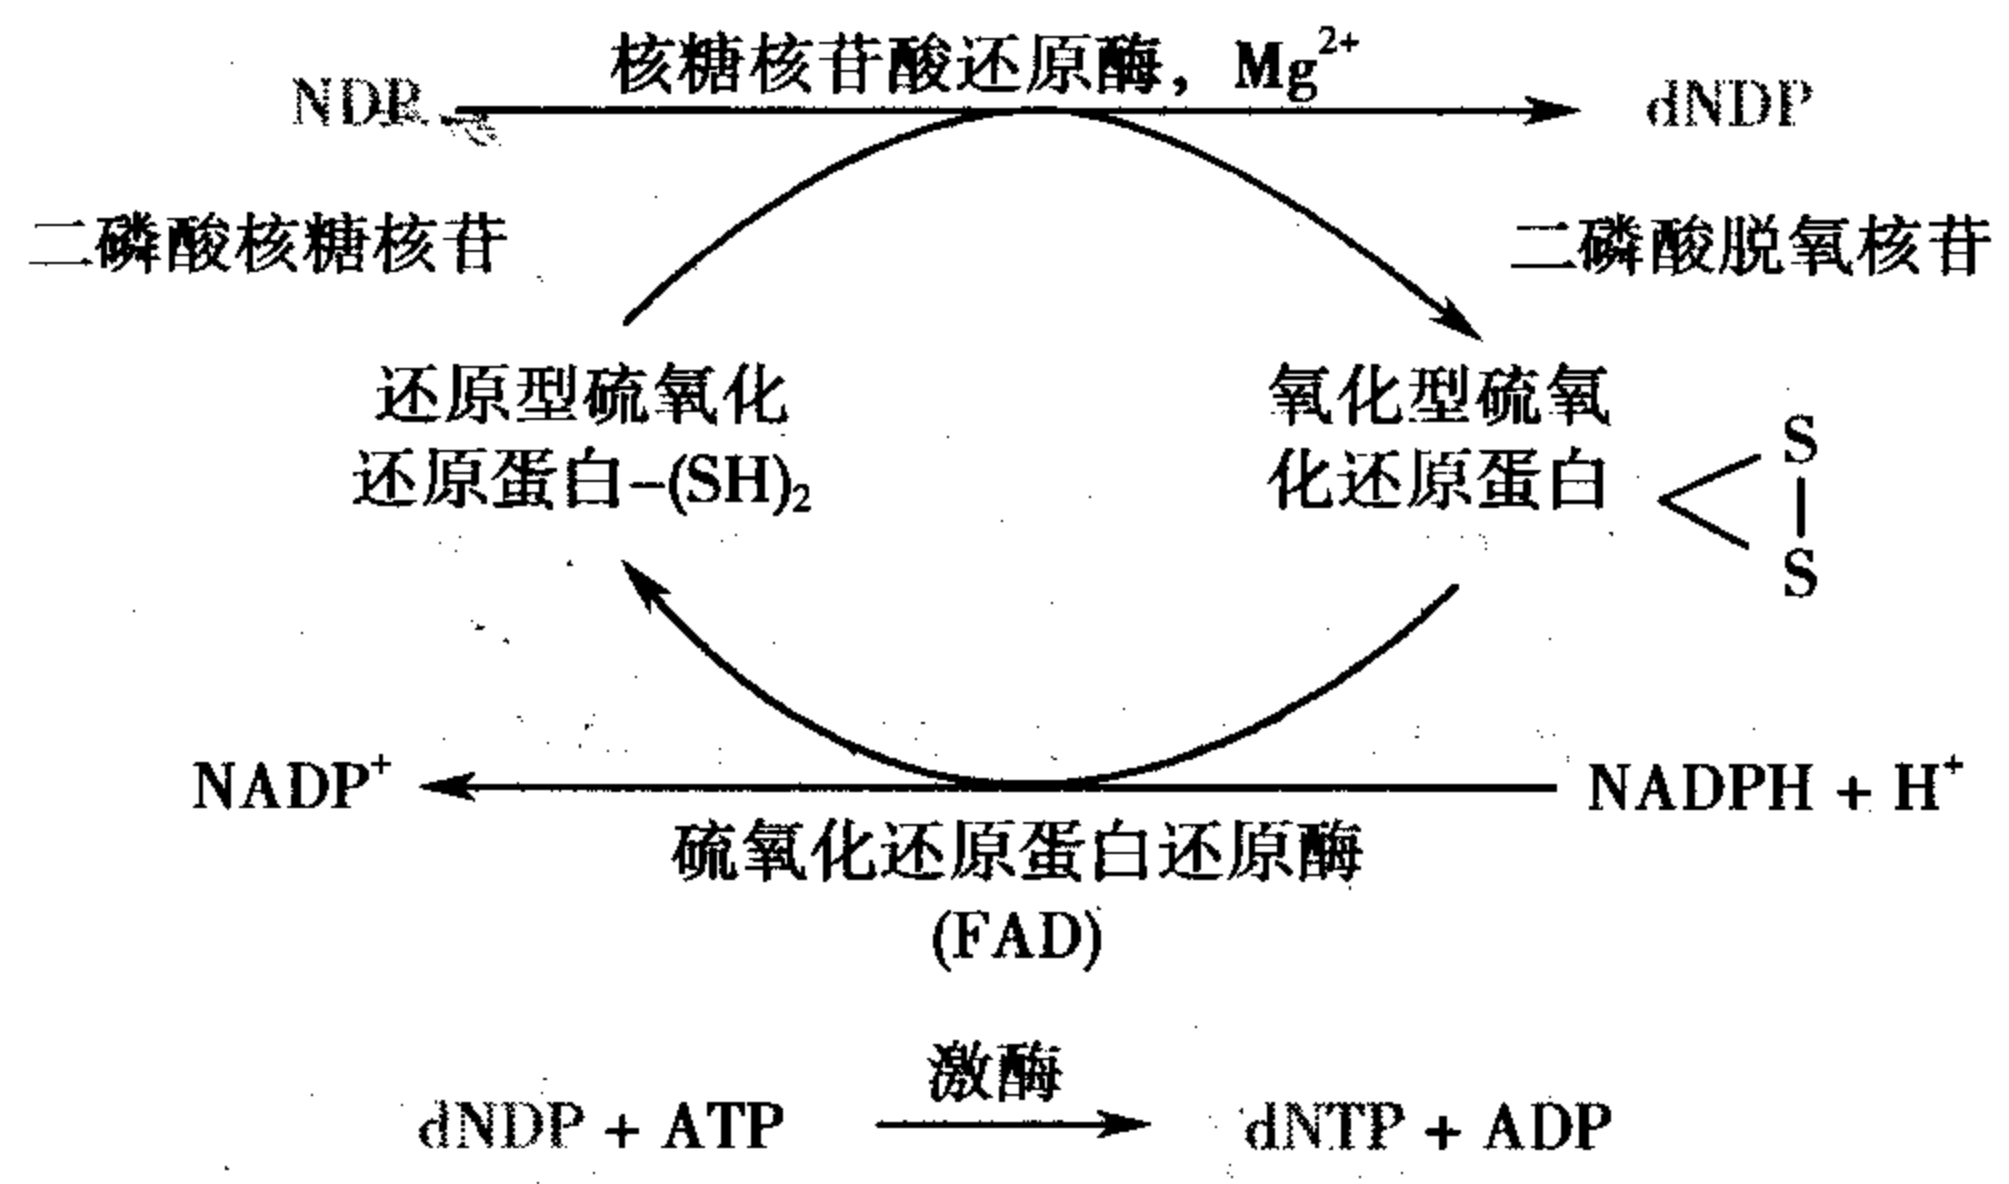 核糖核苷酸还原酶，Mg²⁺
NDP
dNDP
二磷酸核糖核苷
二磷酸脱氧核苷
还原型硫氧化
还原蛋白-(SH)₂
氧化型硫氧
化还原蛋白
S
S
NADP⁺
NADPH + H⁺
硫氧化还原蛋白还原酶
(FAD)
激酶
dNDP + ATP
dNTP + ADP